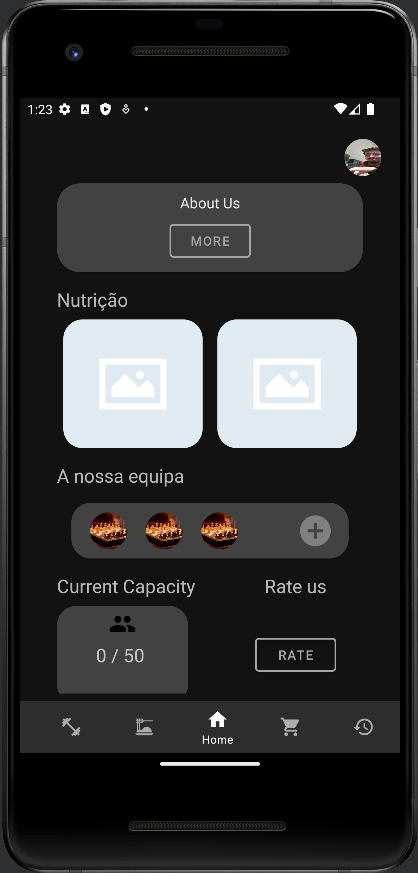 1:23
About Us
MORE
Nutrição
A nossa equipa
Current Capacity
Rate us
0 / 50
RATE
Home